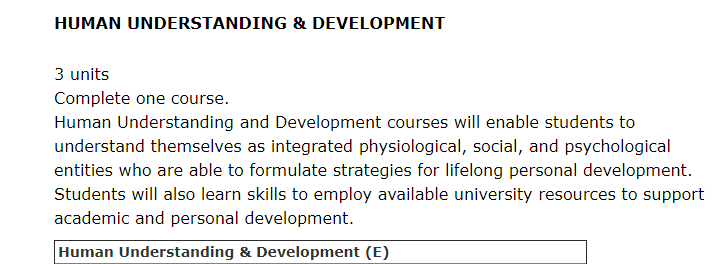 HUMAN UNDERSTANDING & DEVELOPMENT
3 units
Complete one course.
Human Understanding and Development courses will enable students to
understand themselves as integrated physiological, social, and psychological
entities who are able to formulate strategies for lifelong personal development.
Students will also learn skills to employ available university resources to support
academic and personal development.
Human Understanding & Development (E)